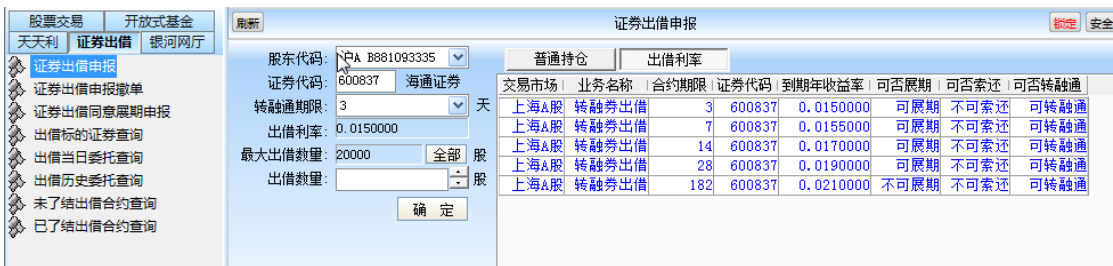 股票交易 开放式基金
天天利 证券出借 银河网厅
证券出借申报
证券出借申报撤单
证券出借同意展期申报
出借标的证券查询
出借当日委托查询
出借历史委托查询
未了结出借合约查询
已了结出借合约查询
刷新 证券出借申报 锁定 安全
股东代码: 沪A B881093335
证券代码: 600837 海通证券
转融通期限: 3 天
出借利率: 0.0150000
最大出借数量: 20000 全部 股
出借数量: 股
确 定
普通持仓 出借利率
交易市场 业务名称 合约期限 证券代码 到期年收益率 可否展期 可否索还 可否转融通
上海A股 转融券出借 3 600837 0.0150000 可展期 不可索还 可转融通
上海A股 转融券出借 7 600837 0.0155000 可展期 不可索还 可转融通
上海A股 转融券出借 14 600837 0.0170000 可展期 不可索还 可转融通
上海A股 转融券出借 28 600837 0.0190000 可展期 不可索还 可转融通
上海A股 转融券出借 182 600837 0.0210000 不可展期 不可索还 可转融通